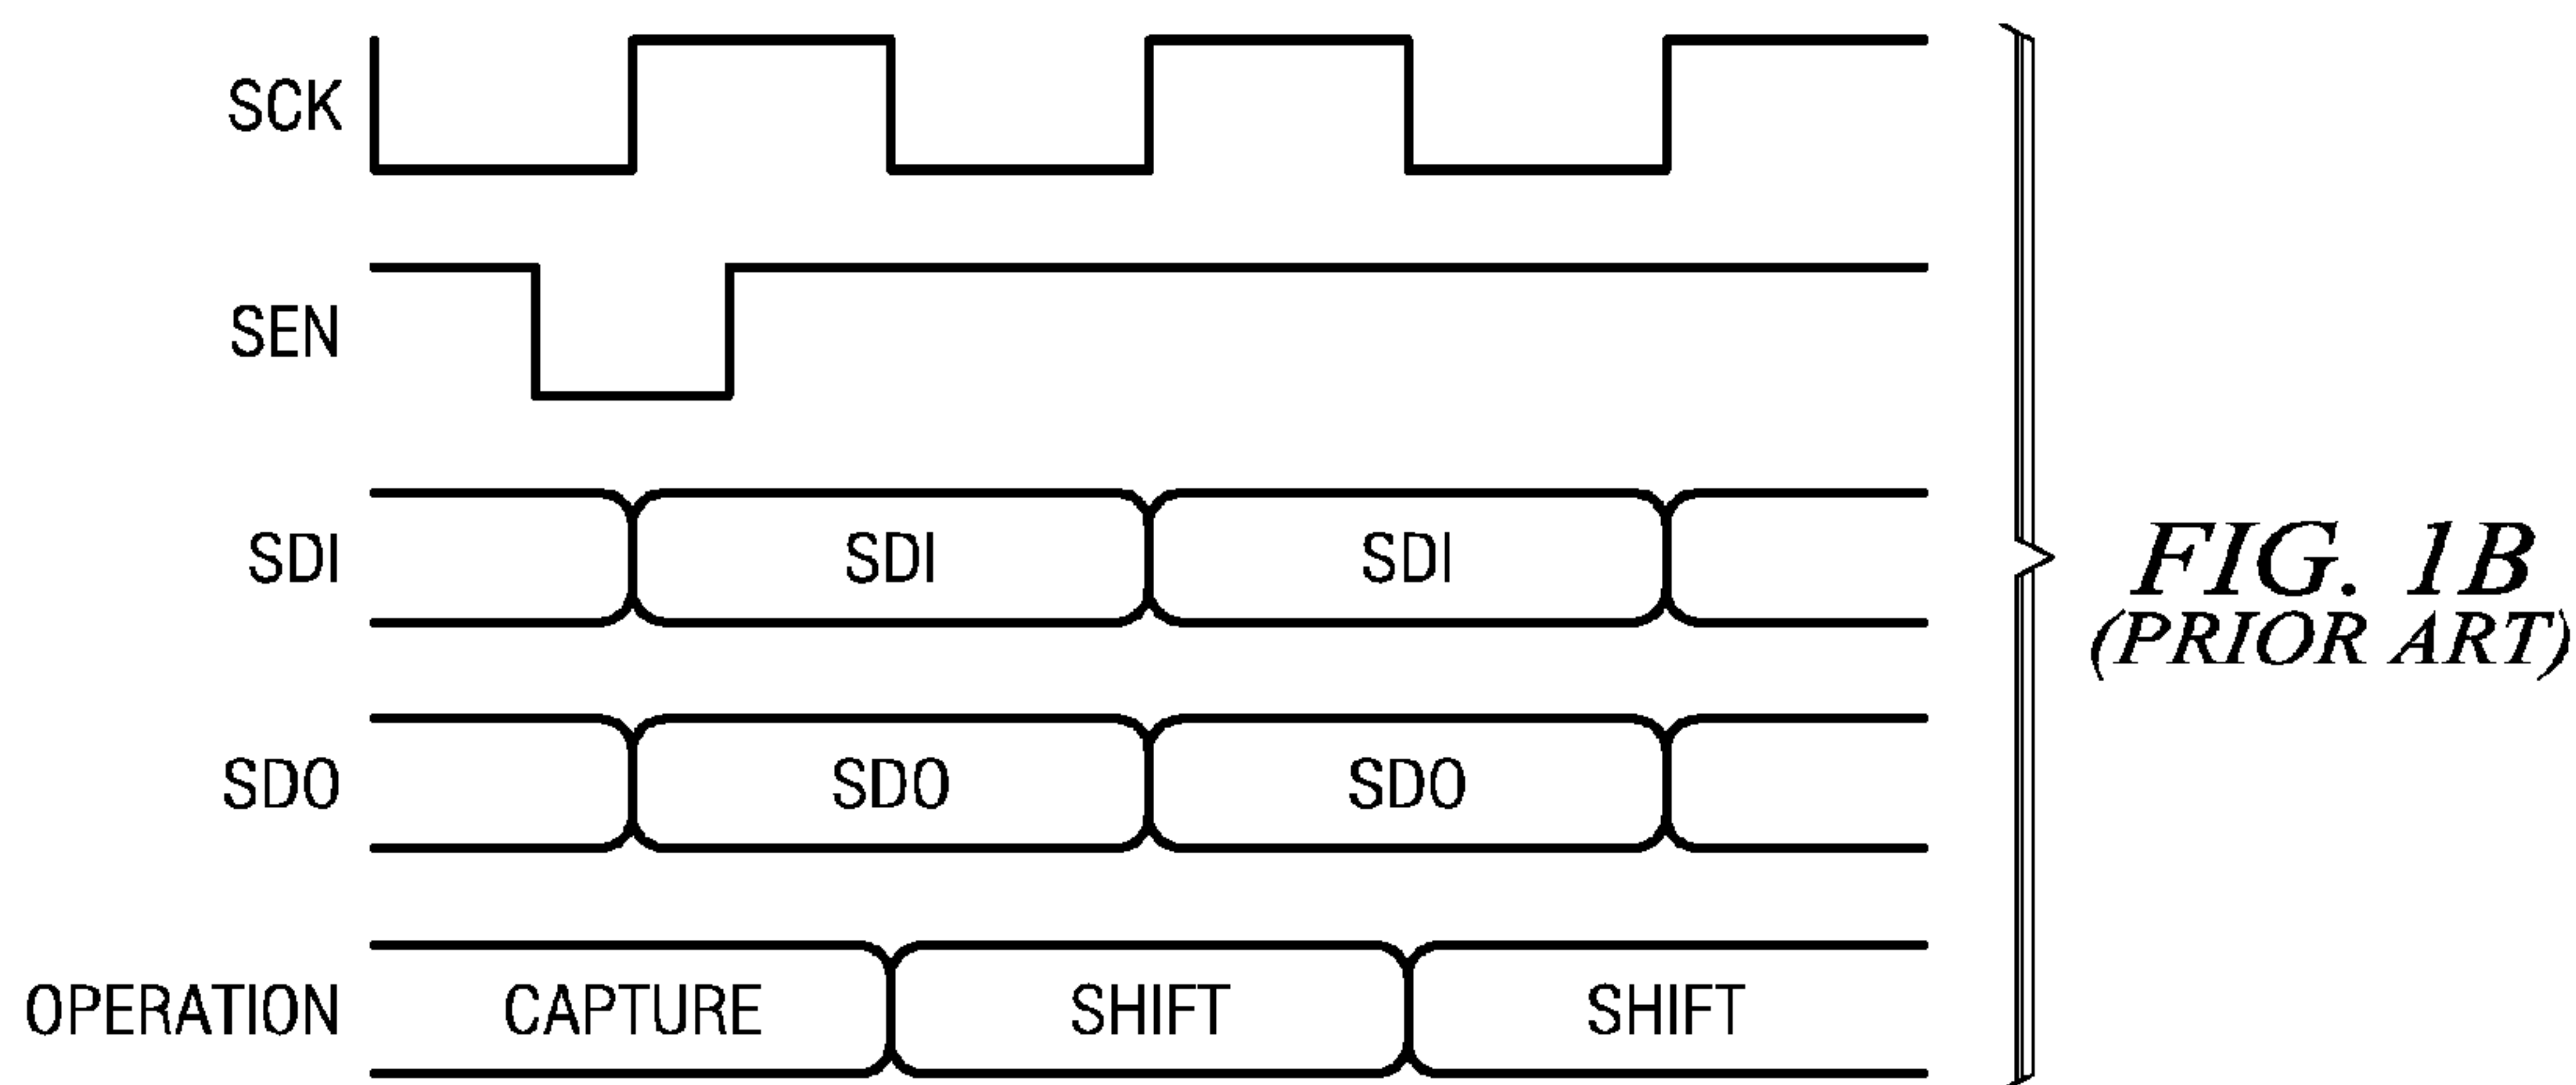 SCK
SEN
SDI SDI SDI
SDO SDO SDO
OPERATION CAPTURE SHIFT SHIFT
FIG. 1B
(PRIOR ART)